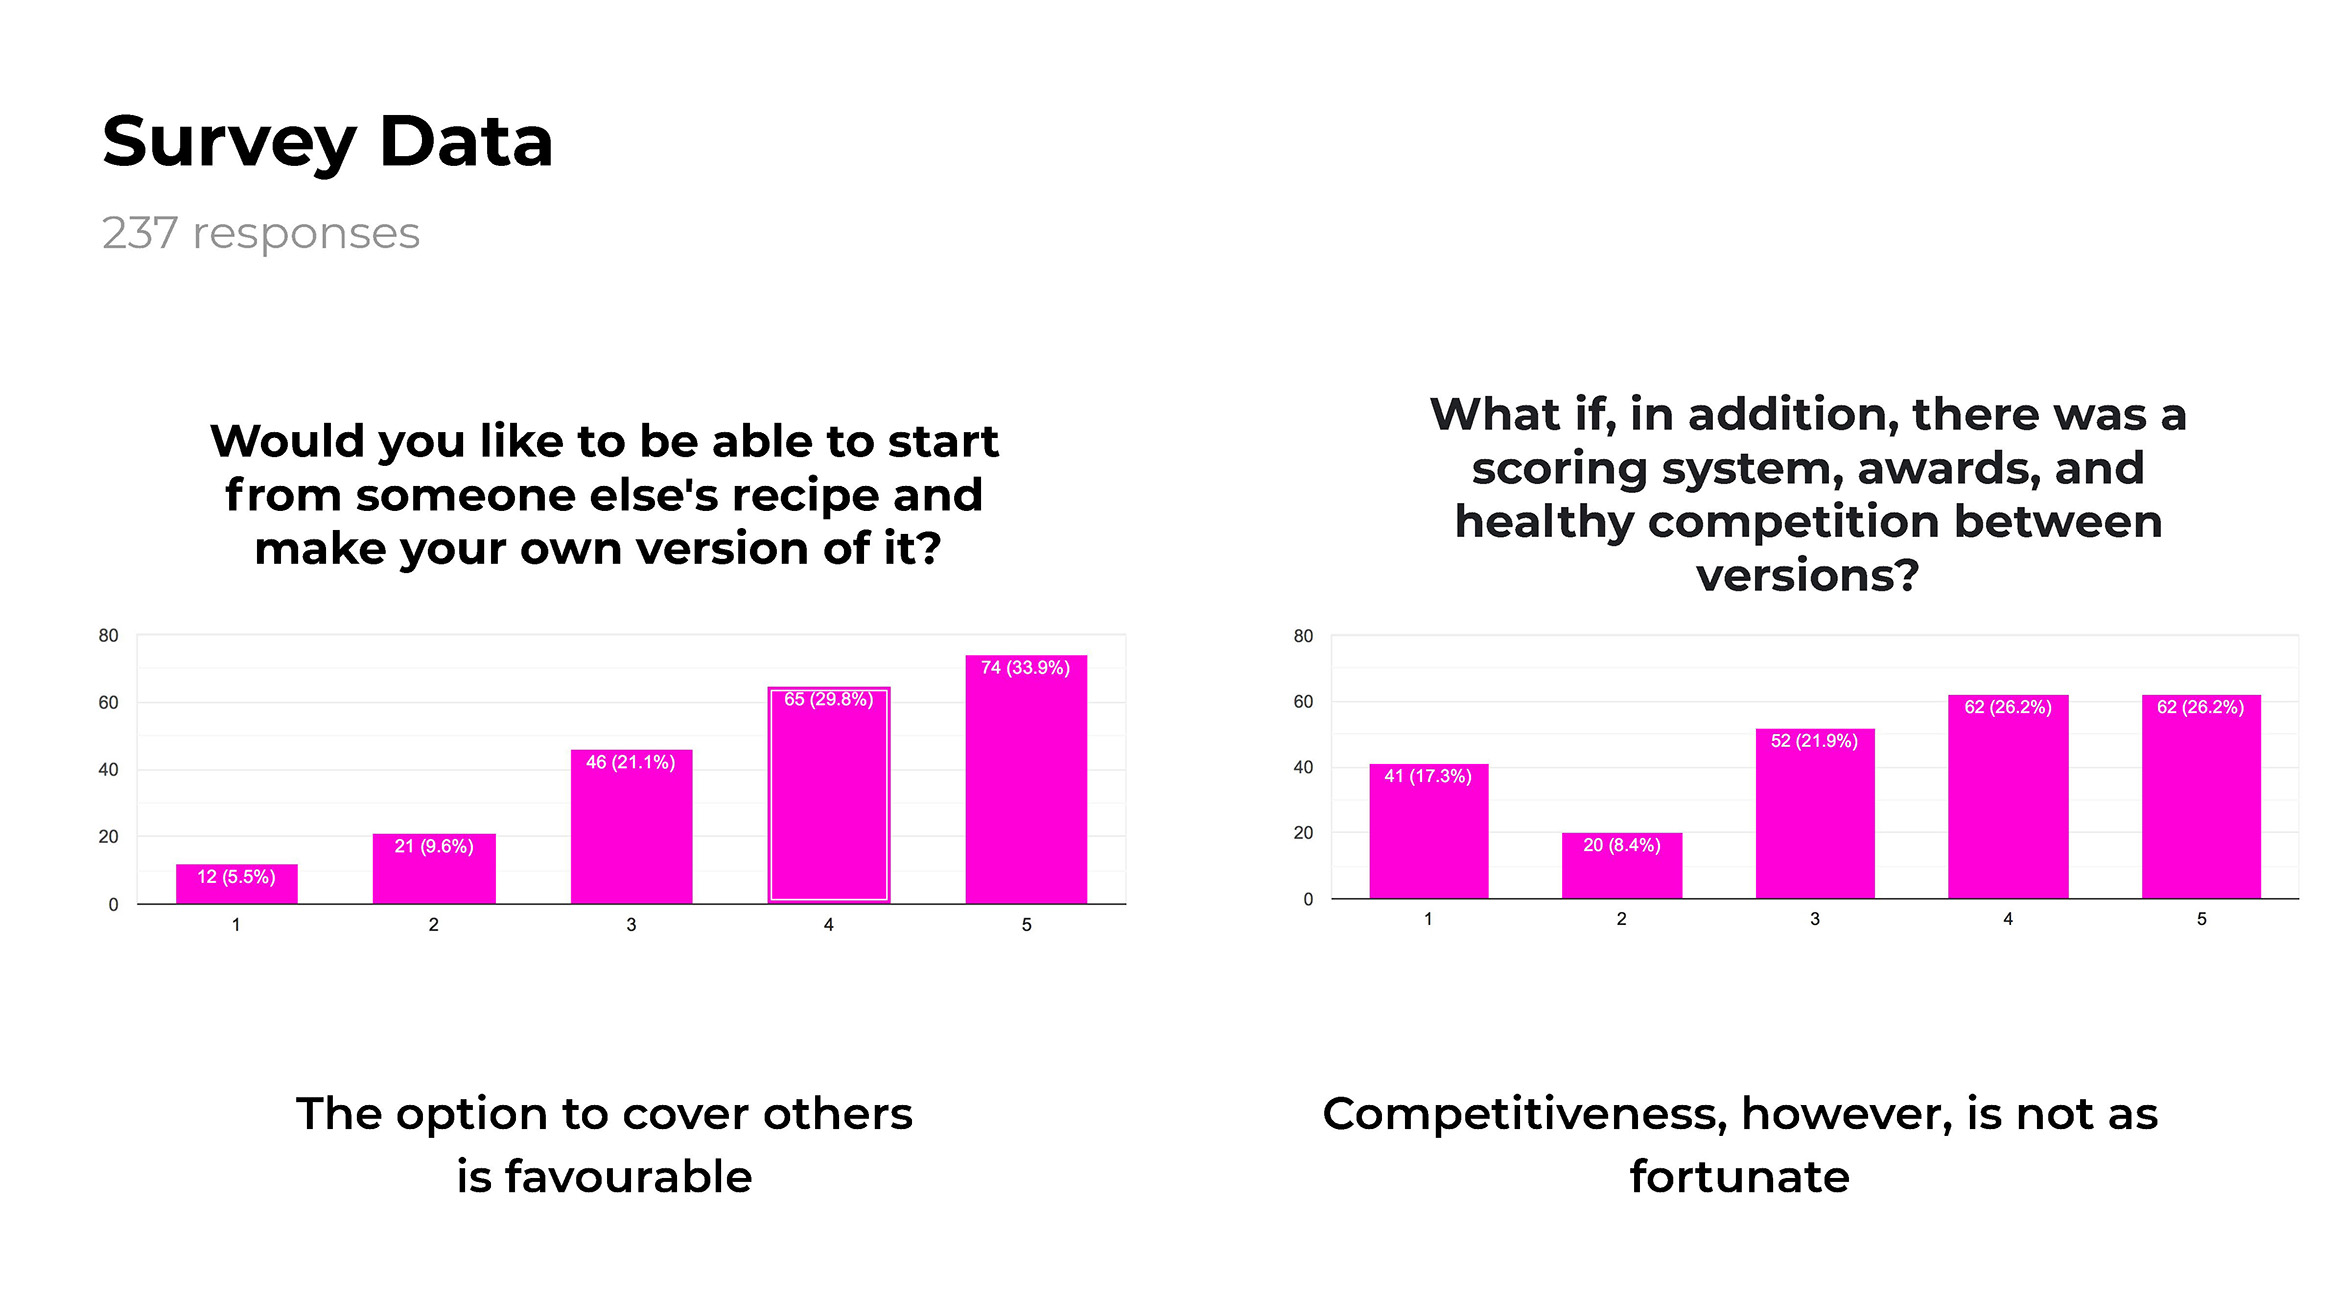 Survey Data
237 responses
Would you like to be able to start
from someone else's recipe and
make your own version of it?
80
60
40
20
0
12 (5.5%)
21 (9.6%)
46 (21.1%)
65 (29.8%)
74 (33.9%)
1
2
3
4
5
The option to cover others
is favourable
What if, in addition, there was a
scoring system, awards, and
healthy competition between
versions?
80
60
40
20
0
41 (17.3%)
20 (8.4%)
52 (21.9%)
62 (26.2%)
62 (26.2%)
1
2
3
4
5
Competitiveness, however, is not as
fortunate